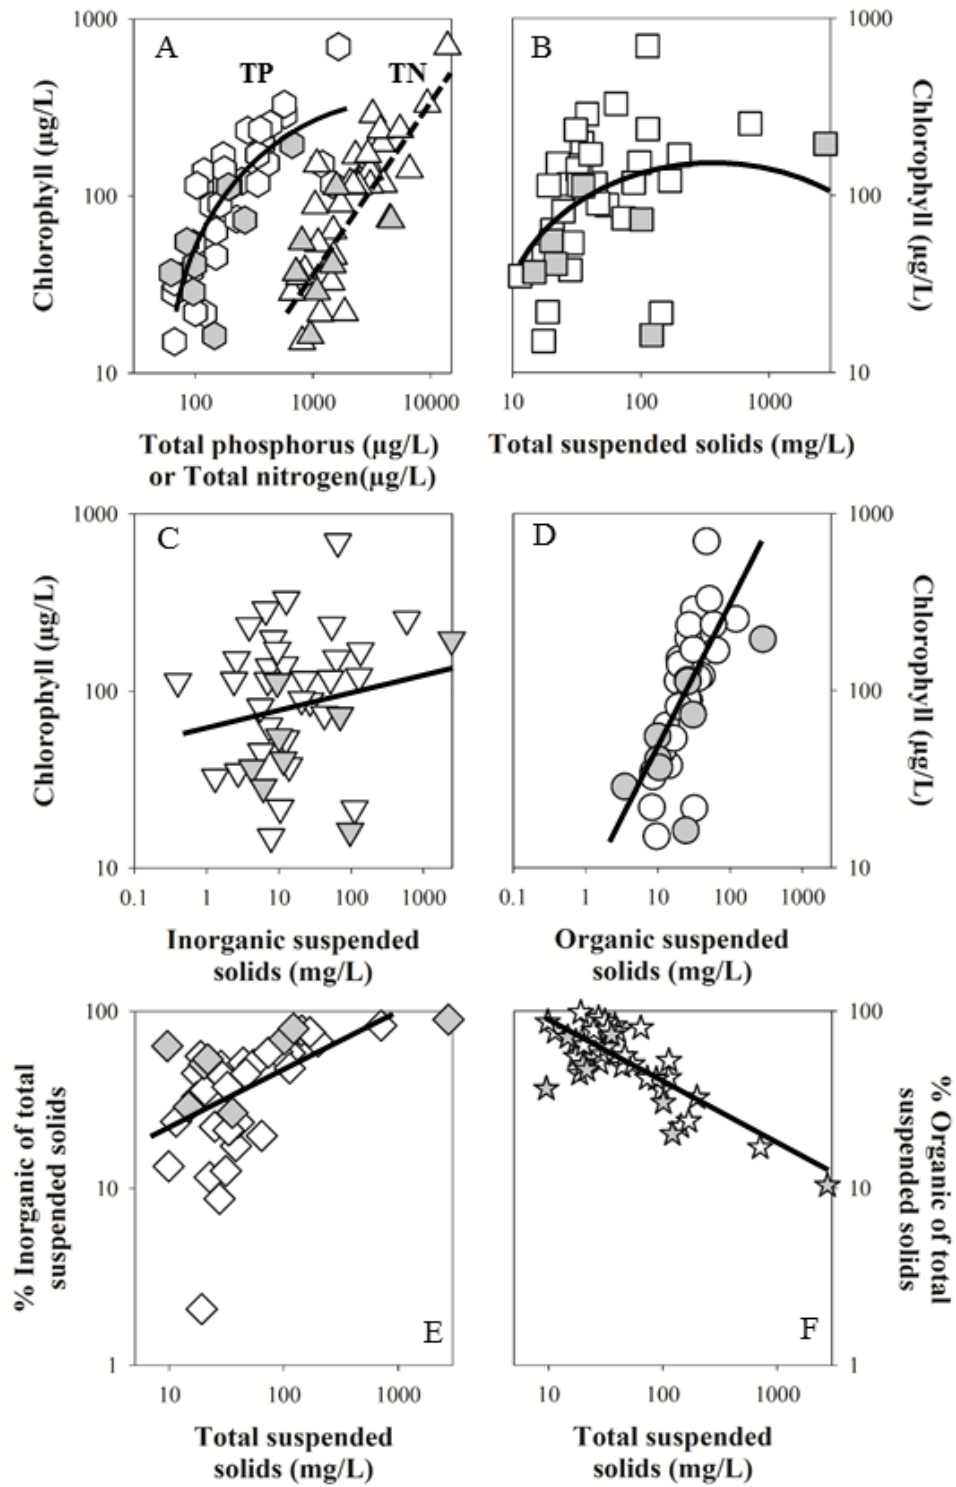 1000
A
TP
TN
100
10
100
1000
10000
Chlorophyll (µg/L)
Total phosphorus (µg/L)
or Total nitrogen(µg/L)
B
1000
100
10
10
100
1000
Chlorophyll (µg/L)
Total suspended solids (mg/L)
1000
C
100
10
0.1
1
10
100
1000
Chlorophyll (µg/L)
Inorganic suspended
solids (mg/L)
D
1000
100
10
0.1
1
10
100
1000
Chlorophyll (µg/L)
Organic suspended
solids (mg/L)
100
10
1
E
10
100
1000
% Inorganic of total
suspended solids
Total suspended
solids (mg/L)
100
10
1
F
10
100
1000
% Organic of total
suspended solids
Total suspended
solids (mg/L)